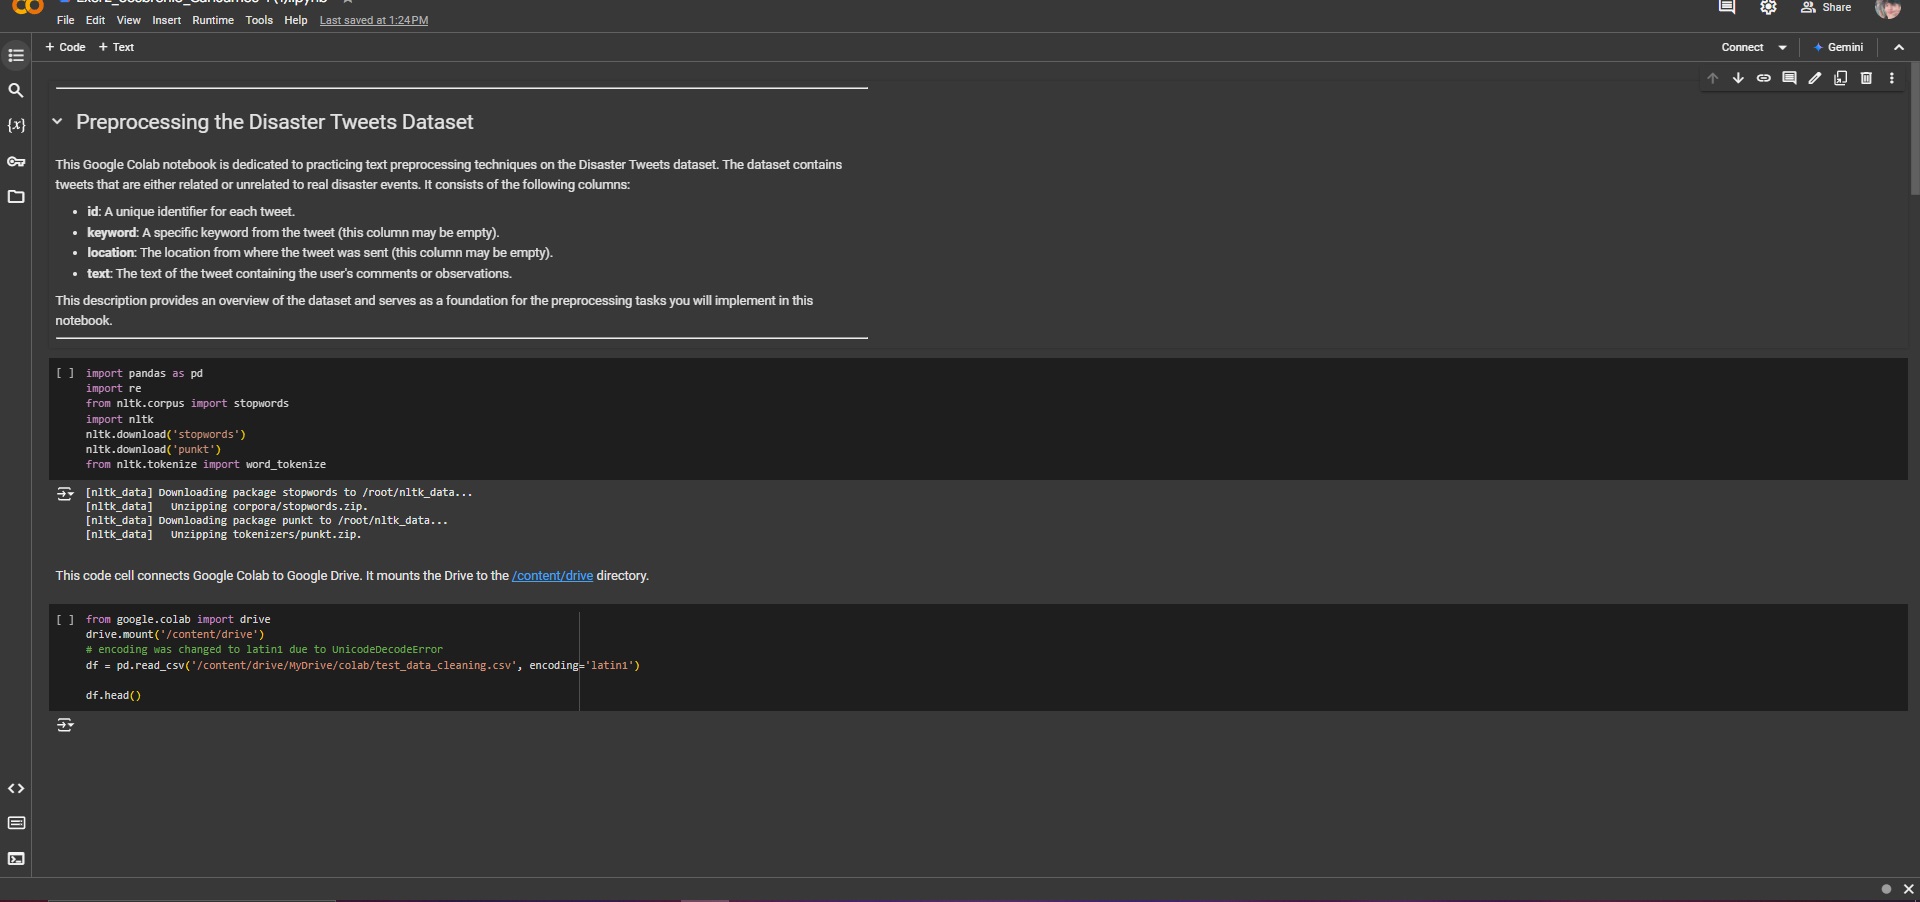 File Edit View Insert Runtime Tools Help Last saved at 1:24 PM
Share
+ Code + Text
Connect
Gemini
Preprocessing the Disaster Tweets Dataset
This Google Colab notebook is dedicated to practicing text preprocessing techniques on the Disaster Tweets dataset. The dataset contains
tweets that are either related or unrelated to real disaster events. It consists of the following columns:
• id: A unique identifier for each tweet.
• keyword: A specific keyword from the tweet (this column may be empty).
• location: The location from where the tweet was sent (this column may be empty).
• text: The text of the tweet containing the user's comments or observations.
This description provides an overview of the dataset and serves as a foundation for the preprocessing tasks you will implement in this
notebook.
[ ] import pandas as pd
import re
from nltk.corpus import stopwords
import nltk
nltk.download('stopwords')
nltk.download('punkt')
from nltk.tokenize import word_tokenize
[nltk_data] Downloading package stopwords to /root/nltk_data...
[nltk_data]   Unzipping corpora/stopwords.zip.
[nltk_data] Downloading package punkt to /root/nltk_data...
[nltk_data]   Unzipping tokenizers/punkt.zip.
This code cell connects Google Colab to Google Drive. It mounts the Drive to the /content/drive directory.
[ ] from google.colab import drive
drive.mount('/content/drive')
# encoding was changed to latin1 due to UnicodeDecodeError
df = pd.read_csv('/content/drive/MyDrive/colab/test_data_cleaning.csv', encoding='latin1')
df.head()